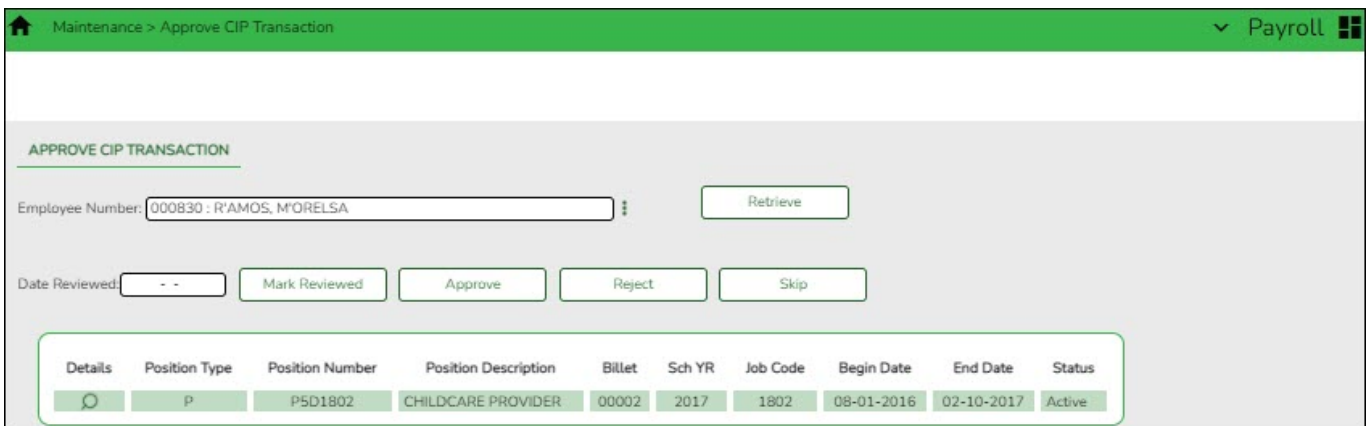 Maintenance > Approve CIP Transaction Payroll
APPROVE CIP TRANSACTION
Employee Number: 000830 : R'AMOS, M'ORELSA Retrieve
Date Reviewed: - - Mark Reviewed Approve Reject Skip
Details Position Type Position Number Position Description Billet Sch YR Job Code Begin Date End Date Status
P P5D1802 CHILDCARE PROVIDER 00002 2017 1802 08-01-2016 02-10-2017 Active